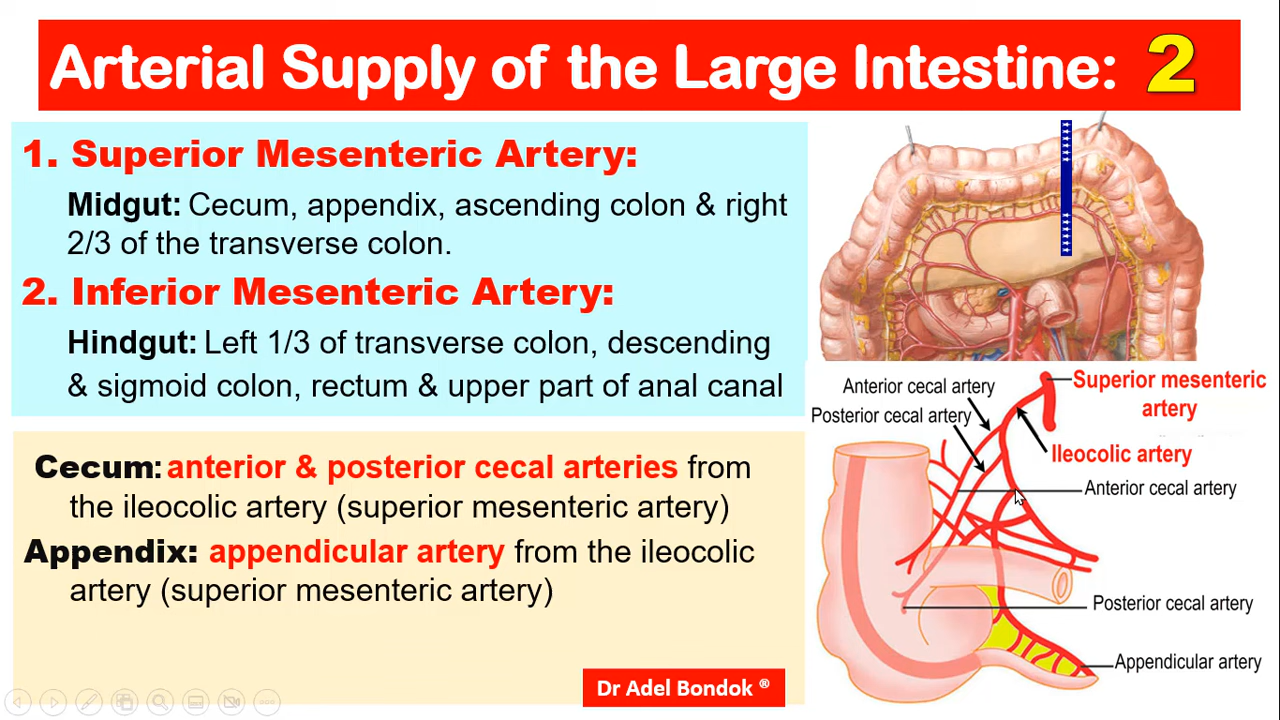 Arterial Supply of the Large Intestine: 2
1. Superior Mesenteric Artery:
Midgut: Cecum, appendix, ascending colon & right
2/3 of the transverse colon.
2. Inferior Mesenteric Artery:
Hindgut: Left 1/3 of transverse colon, descending
& sigmoid colon, rectum & upper part of anal canal
Cecum: anterior & posterior cecal arteries from
the ileocolic artery (superior mesenteric artery)
Appendix: appendicular artery from the ileocolic
artery (superior mesenteric artery)
Dr Adel Bondok ®
Anterior cecal artery
Posterior cecal artery
Superior mesenteric
artery
Ileocolic artery
Anterior cecal artery
Posterior cecal artery
Appendicular artery